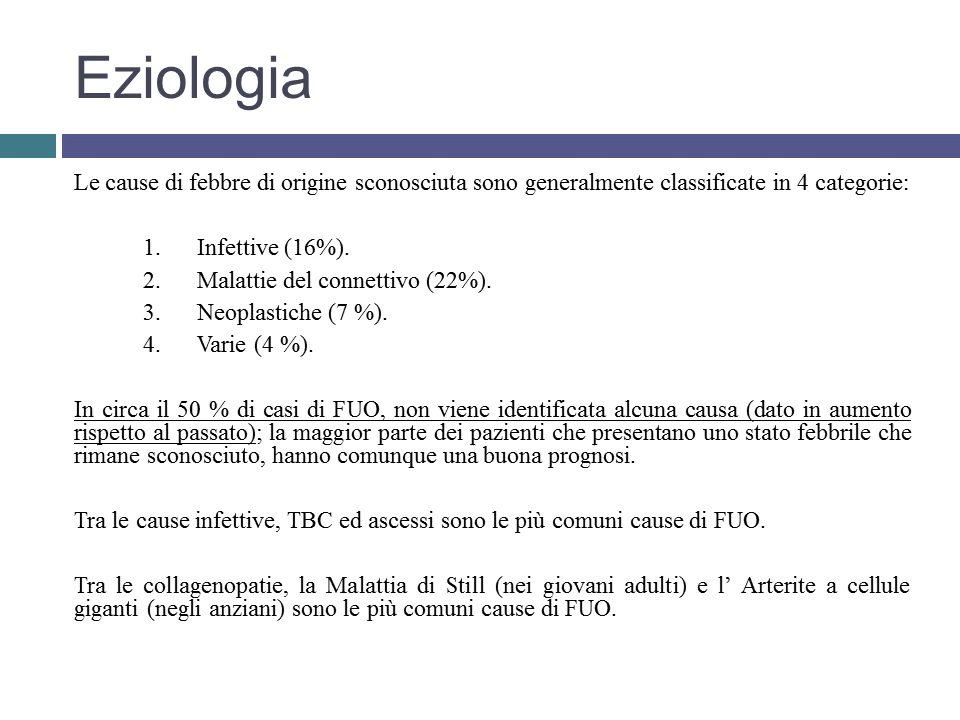 Eziologia
Le cause di febbre di origine sconosciuta sono generalmente classificate in 4 categorie:
1. Infettive (16%).
2. Malattie del connettivo (22%).
3. Neoplastiche (7 %).
4. Varie (4 %).
In circa il 50 % di casi di FUO, non viene identificata alcuna causa (dato in aumento
rispetto al passato); la maggior parte dei pazienti che presentano uno stato febbrile che
rimane sconosciuto, hanno comunque una buona prognosi.
Tra le cause infettive, TBC ed ascessi sono le più comuni cause di FUO.
Tra le collagenopatie, la Malattia di Still (nei giovani adulti) e l’ Arterite a cellule
giganti (negli anziani) sono le più comuni cause di FUO.